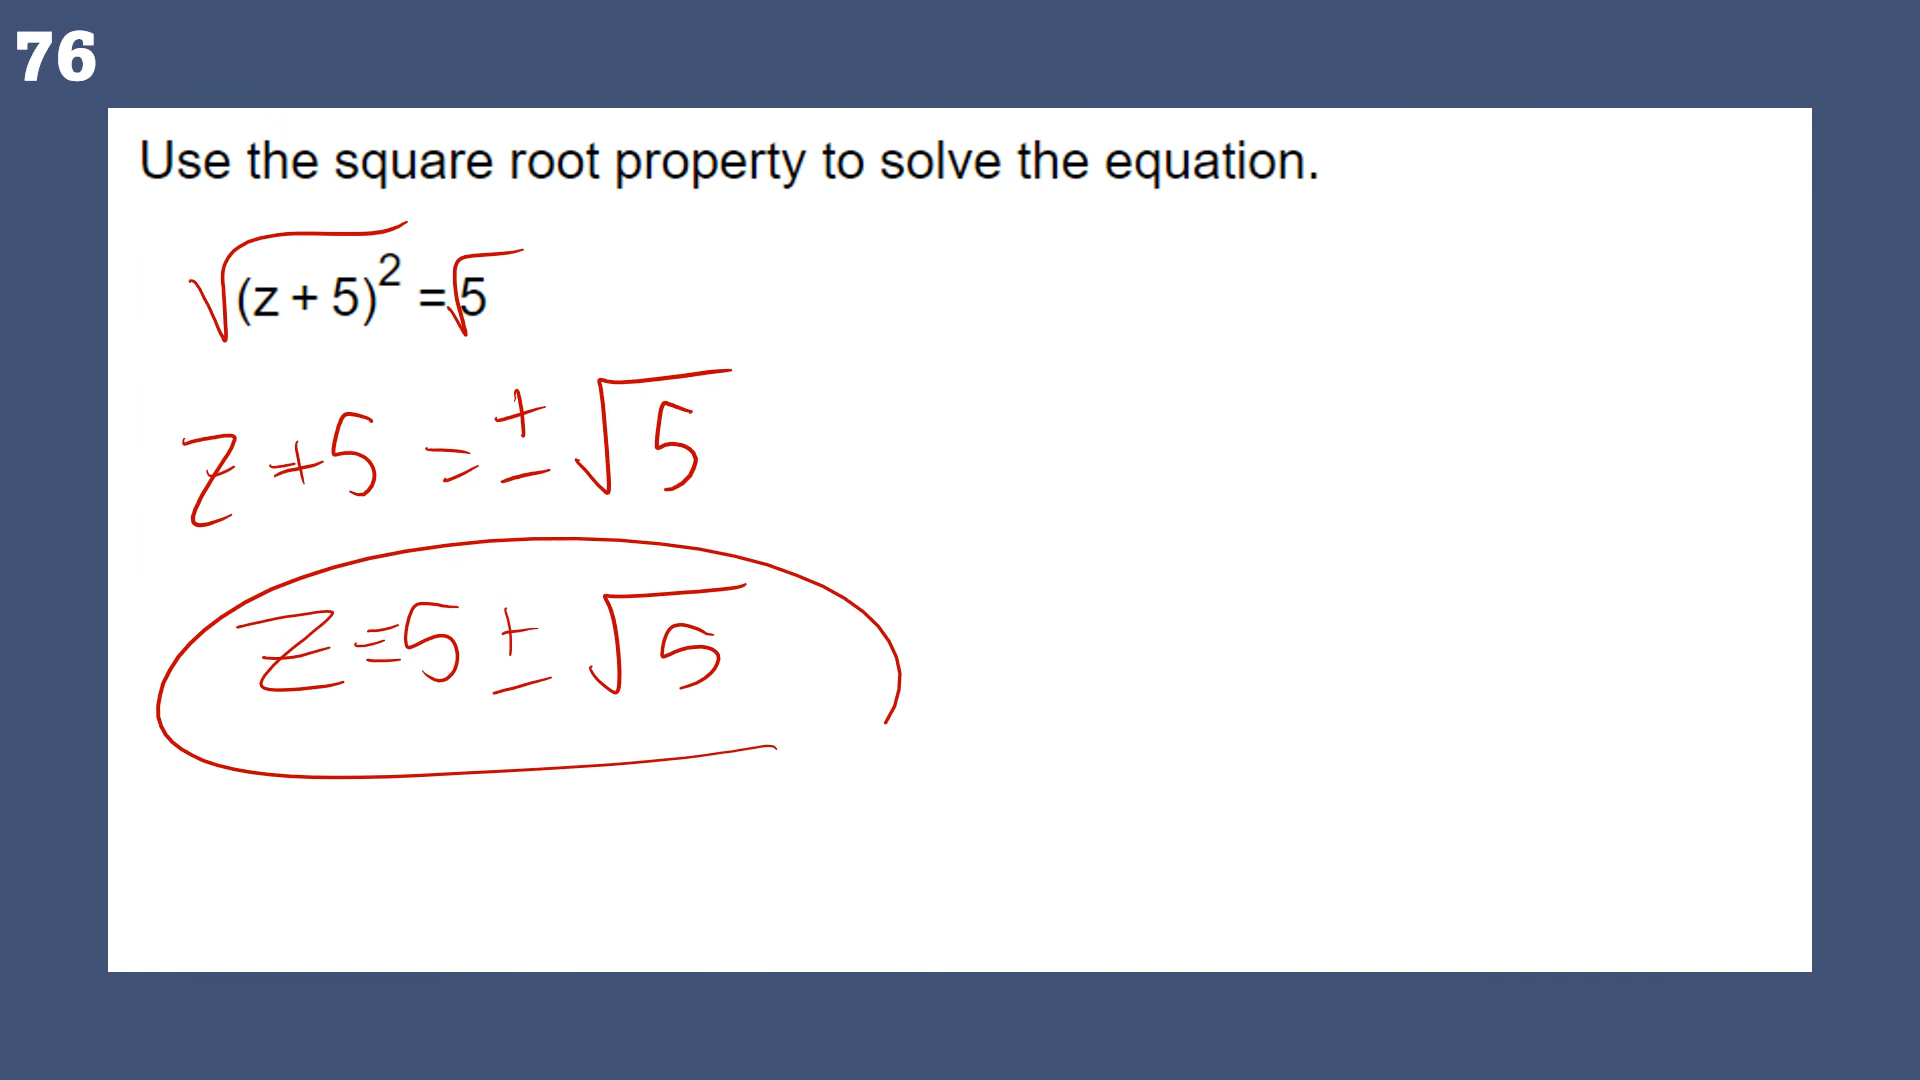 76
Use the square root property to solve the equation.
√(z + 5)² = √5
z + 5 = ± √5
z = 5 ± √5